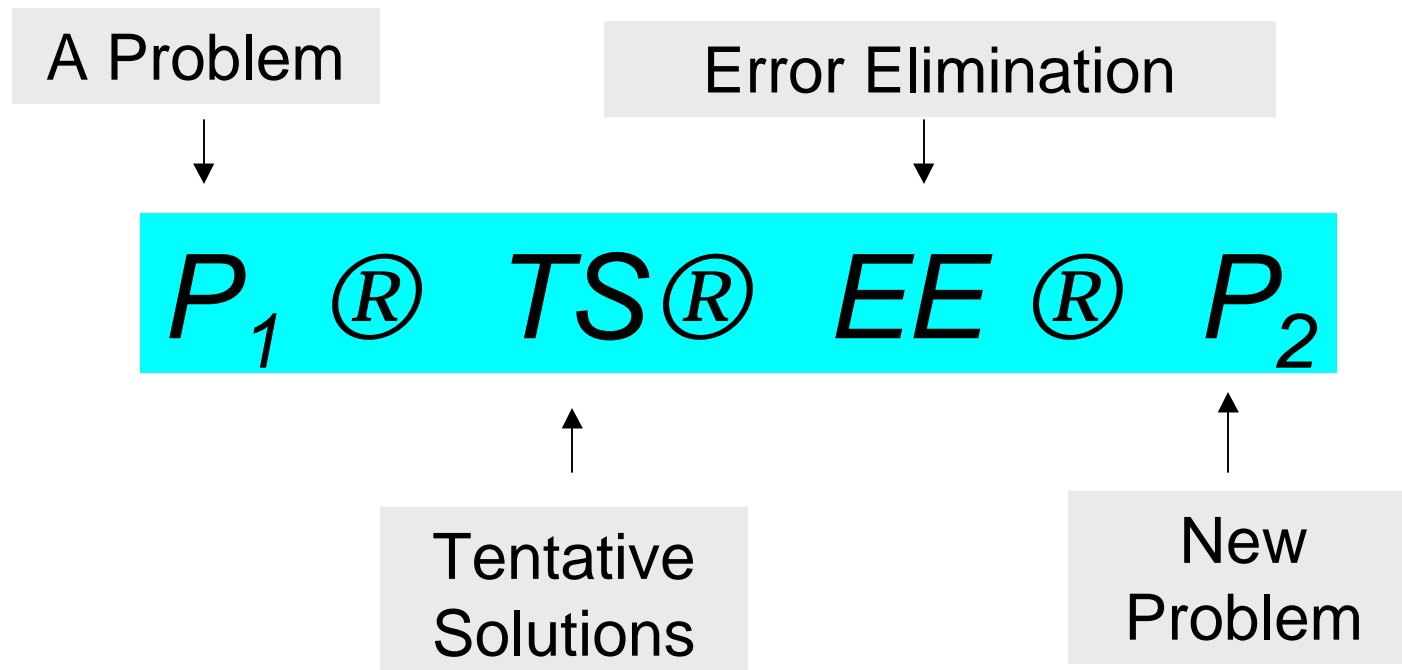 A Problem
Error Elimination
P₁ ® TS® EE ® P₂
Tentative
Solutions
New
Problem